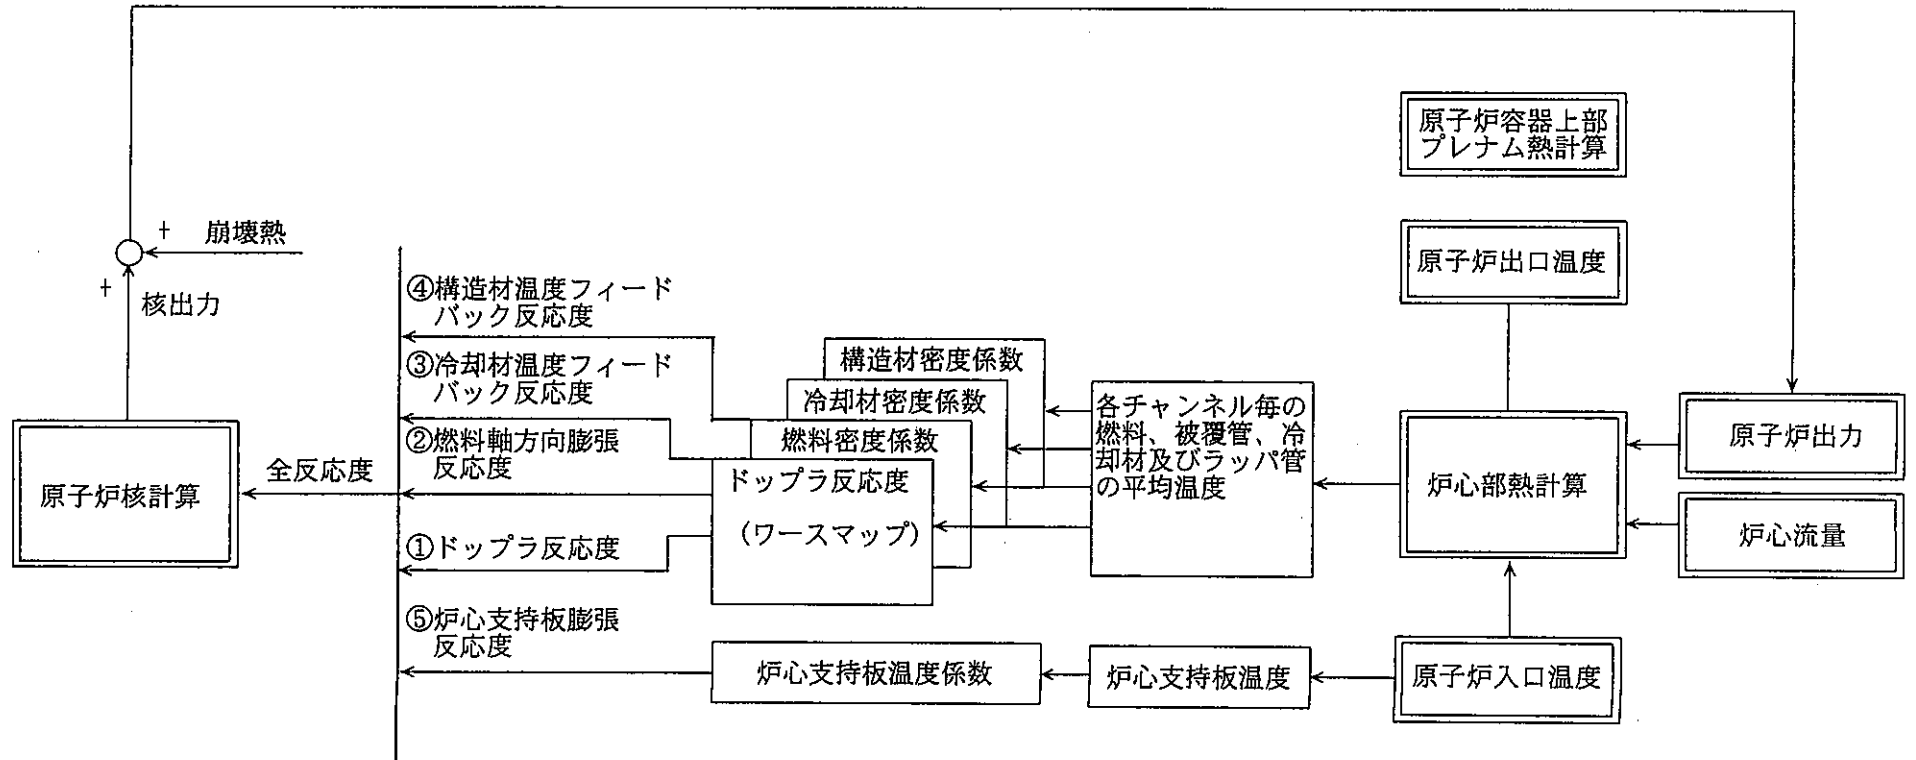 原子炉容器上部
プレナム熱計算
+
崩壊熱
原子炉出口温度
+
核出力
④構造材温度フィード
バック反応度
③冷却材温度フィード
バック反応度
②燃料軸方向膨張
反応度
①ドップラ反応度
⑤炉心支持板膨張
反応度
全反応度
原子炉核計算
構造材密度係数
冷却材密度係数
燃料密度係数
ドップラ反応度
(ワースマップ)
各チャンネル毎の
燃料、被覆管、冷
却材及びラッパ管
の平均温度
炉心部熱計算
原子炉出力
炉心流量
炉心支持板温度係数
炉心支持板温度
原子炉入口温度